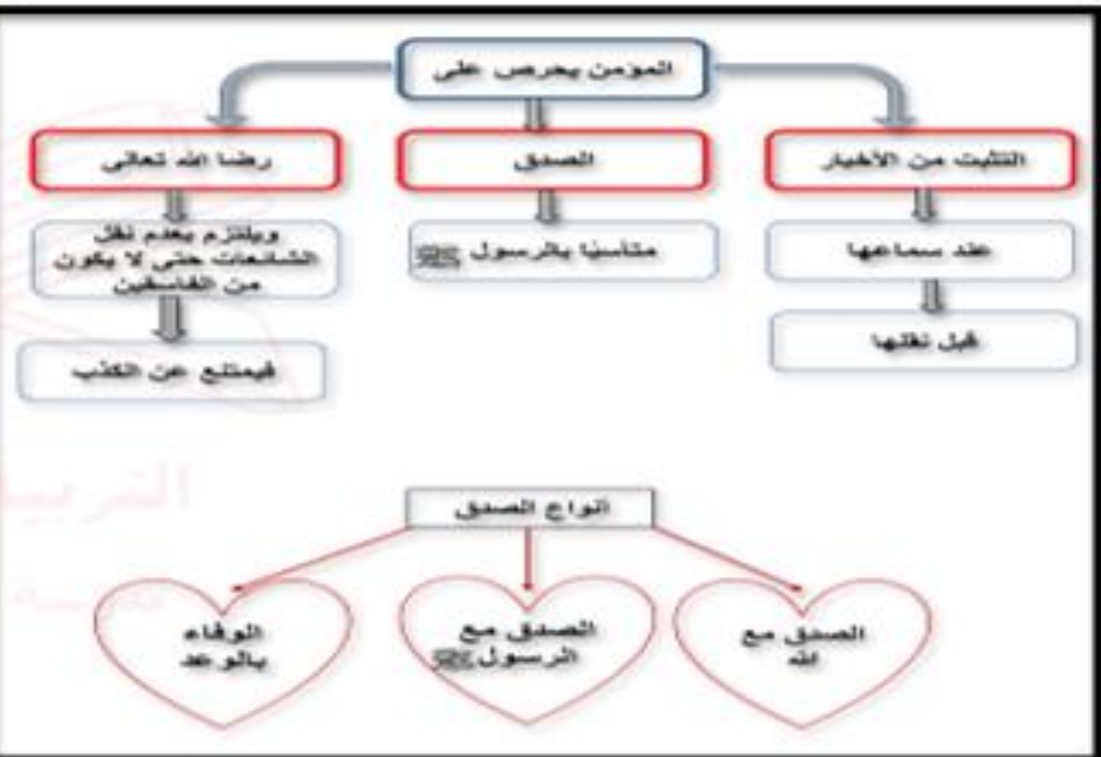 المؤمن يحرص على
التثبت من الأخبار
الصدق
رضا الله تعالى
عند سماعها
متأسيًا بالرسول ﷺ
ويلتزم بعدم نقل
الشائعات حتى لا يكون
من الفاسقين
قبل نقلها
فيمتنع عن الكذب
التربية
أنواع الصدق
الصدق مع
الله
الصدق مع
الرسول ﷺ
الوفاء
بالوعد